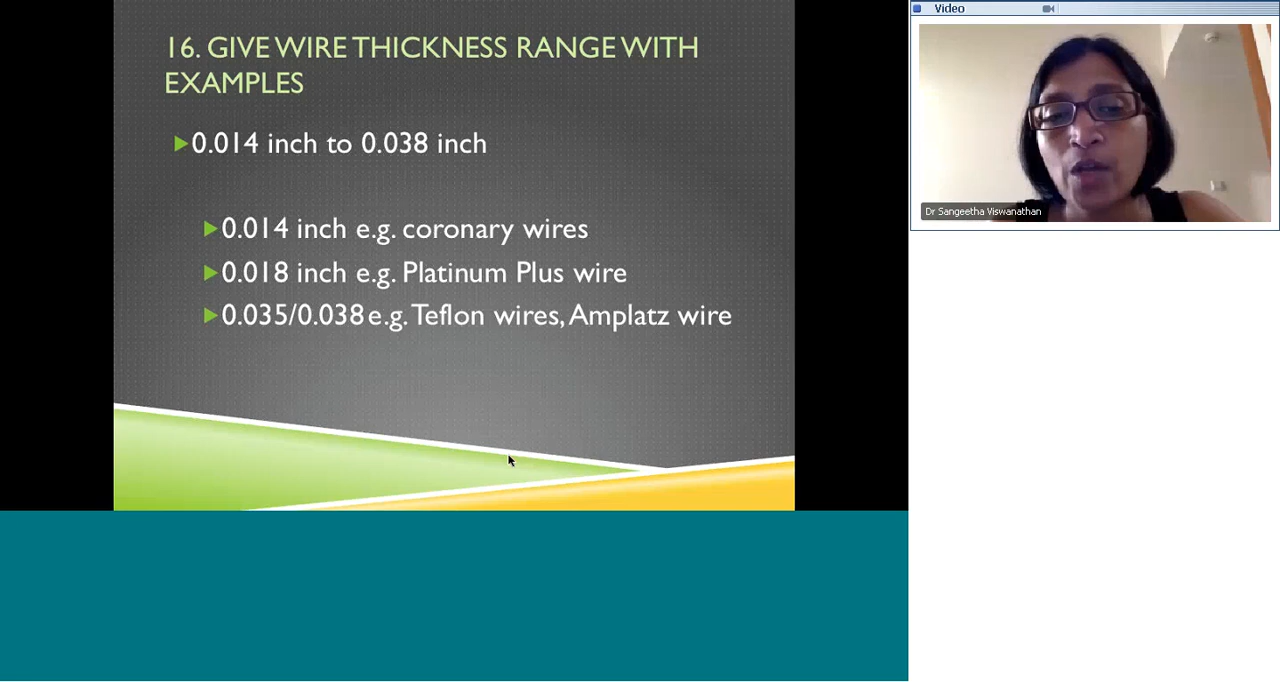 16. GIVE WIRE THICKNESS RANGE WITH
EXAMPLES
0.014 inch to 0.038 inch
0.014 inch e.g. coronary wires
0.018 inch e.g. Platinum Plus wire
0.035/0.038 e.g. Teflon wires, Amplatz wire
Video
Dr Sangeetha Viswanathan